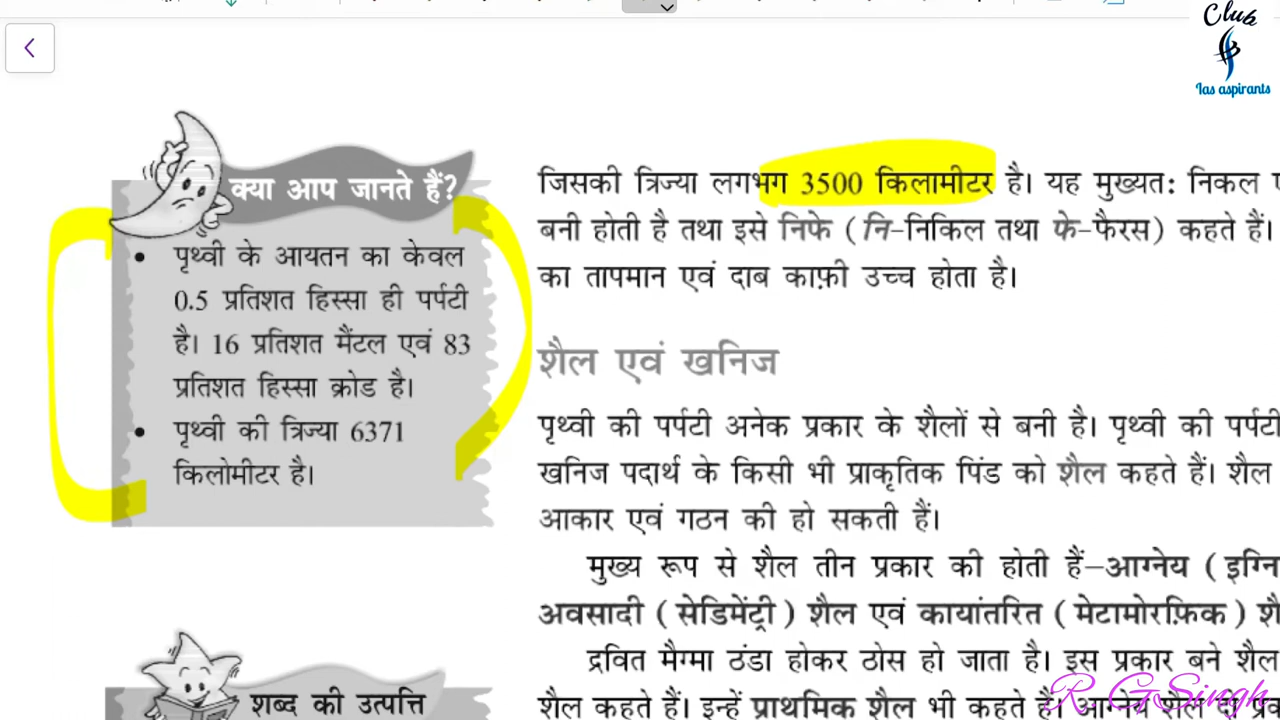 Club
Ias aspirants
क्या आप जानते हैं?
• पृथ्वी के आयतन का केवल
0.5 प्रतिशत हिस्सा ही पर्पटी
है। 16 प्रतिशत मैंटल एवं 83
प्रतिशत हिस्सा क्रोड है।
• पृथ्वी की त्रिज्या 6371
किलोमीटर है।
शब्द की उत्पत्ति
जिसकी त्रिज्या लगभग 3500 किलामीटर है। यह मुख्यत: निकल
बनी होती है तथा इसे निफे (नि-निकिल तथा फे-फैरस) कहते हैं।
का तापमान एवं दाब काफ़ी उच्च होता है।
शैल एवं खनिज
पृथ्वी की पर्पटी अनेक प्रकार के शैलों से बनी है। पृथ्वी की पर्पटी
खनिज पदार्थ के किसी भी प्राकृतिक पिंड को शैल कहते हैं। शैल
आकार एवं गठन की हो सकती हैं।
मुख्य रूप से शैल तीन प्रकार की होती हैं–आग्नेय (इग्नि
अवसादी (सेडिमेंट्री) शैल एवं कायांतरित (मेटामोरफ़िक) शै
द्रवित मैग्मा ठंडा होकर ठोस हो जाता है। इस प्रकार बने शैल
शैल कहते हैं। इन्हें प्राथमिक शैल भी कहते हैं। आग्नेय शैल दो
R GSingh